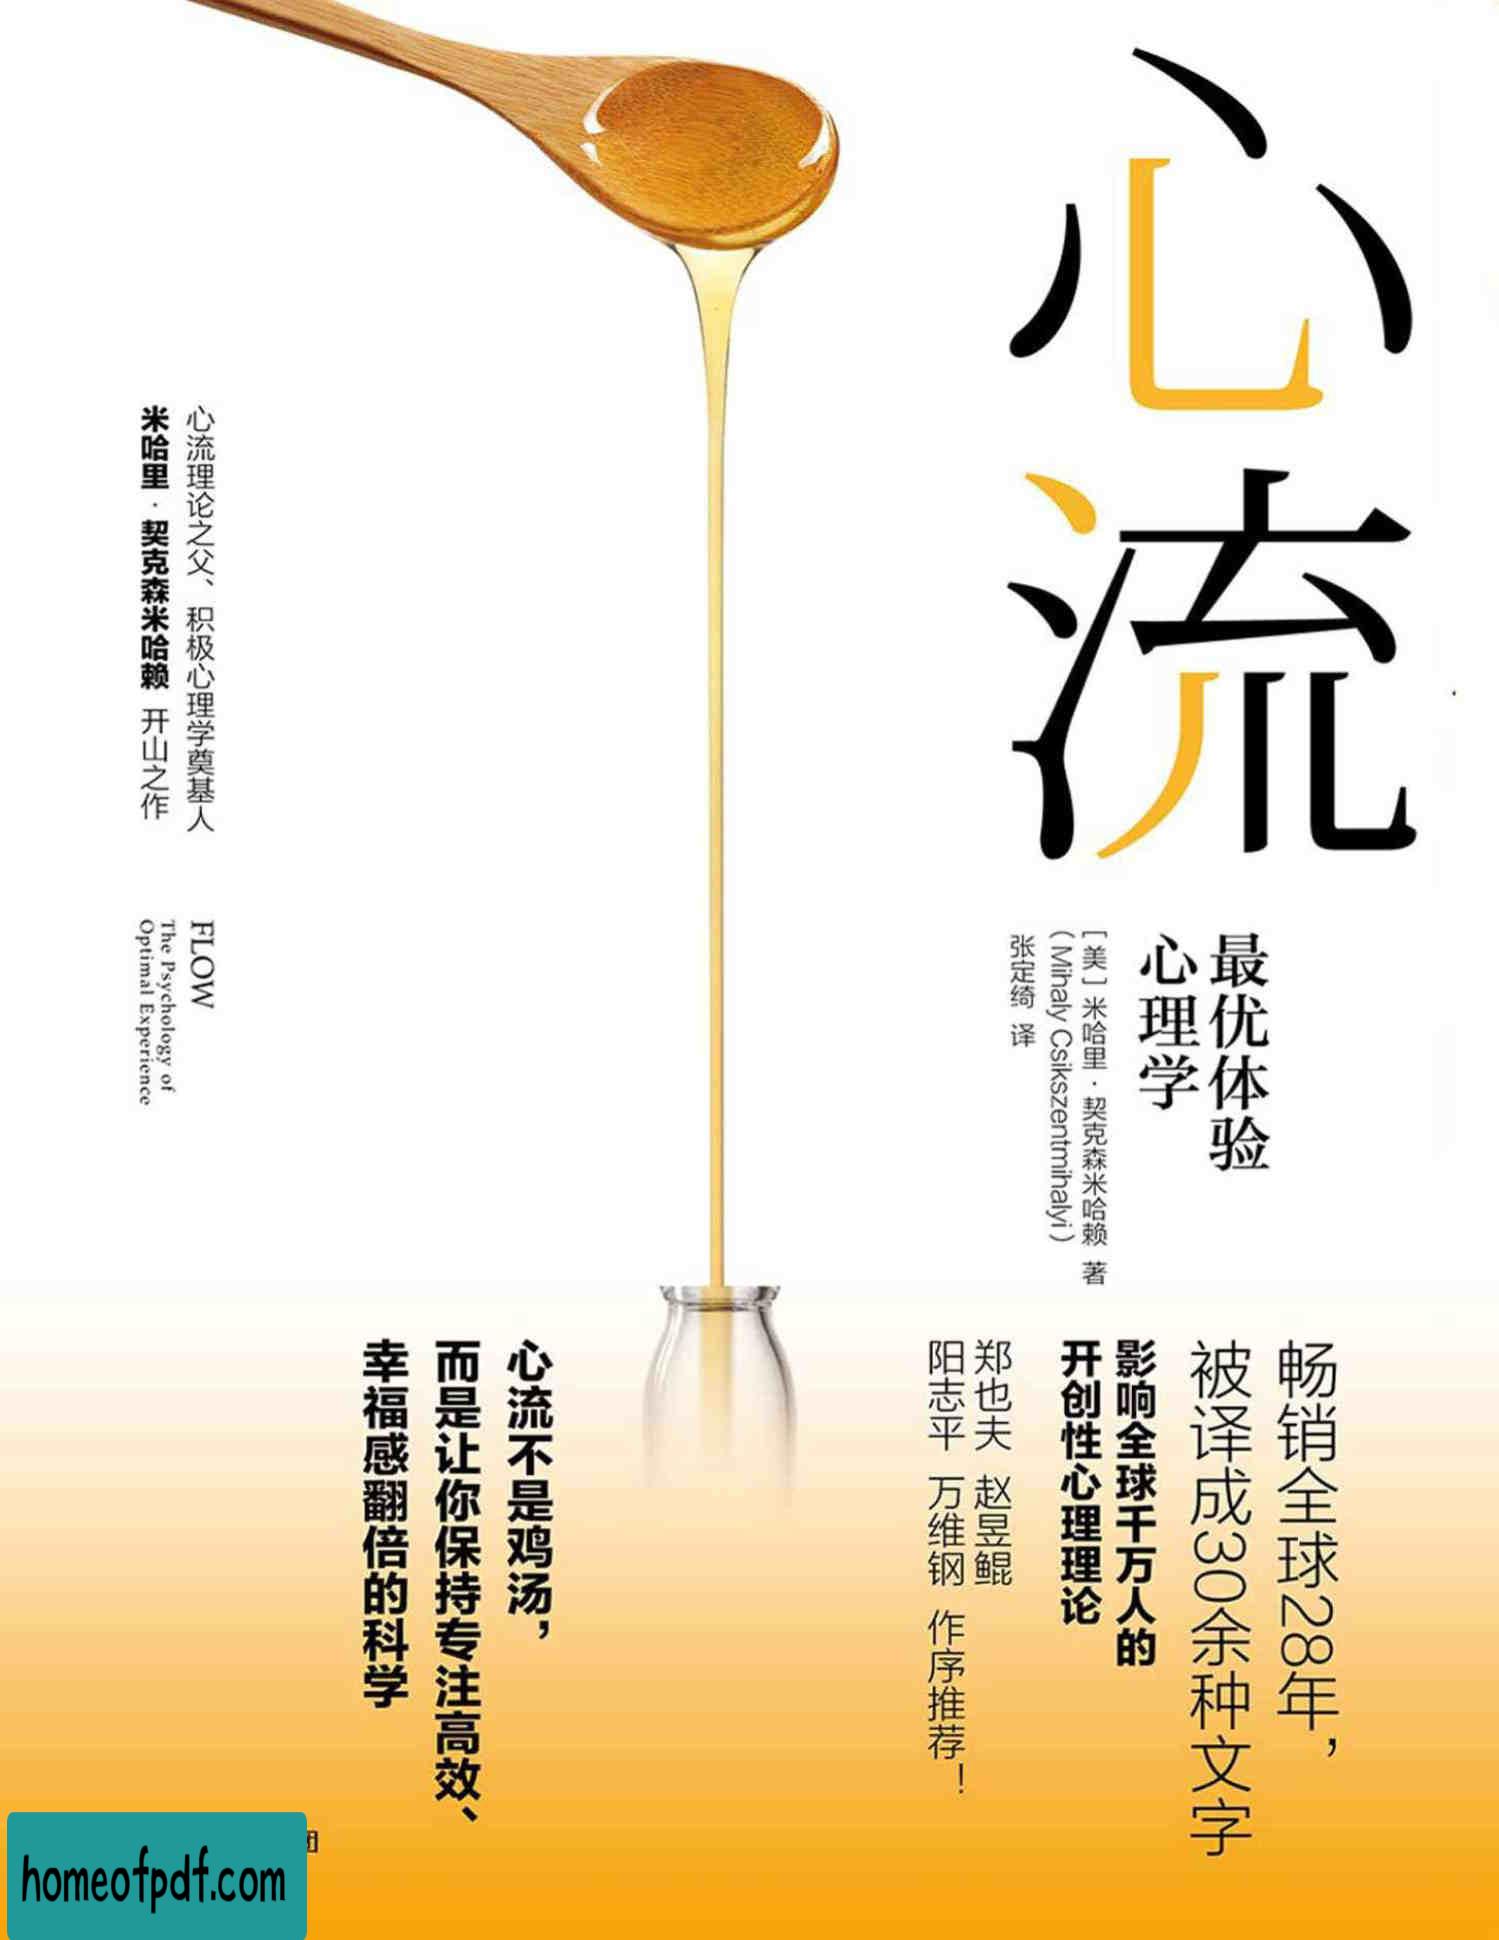 心流
最优体验
心理学
[美] 米哈里·契克森米哈赖 著
（Mihaly Csikszentmihalyi）
张定绮 译
畅销全球28年，
被译成30余种文字
影响全球千万人的
开创性心理理论
郑也夫 赵昱鲲
阳志平 万维钢 作序推荐！
心流不是鸡汤，
而是让你保持专注高效、
幸福感翻倍的科学
心流理论之父、积极心理学奠基人
米哈里·契克森米哈赖 开山之作
FLOW
The Psychology of
Optimal Experience
团
homeofpdf.com